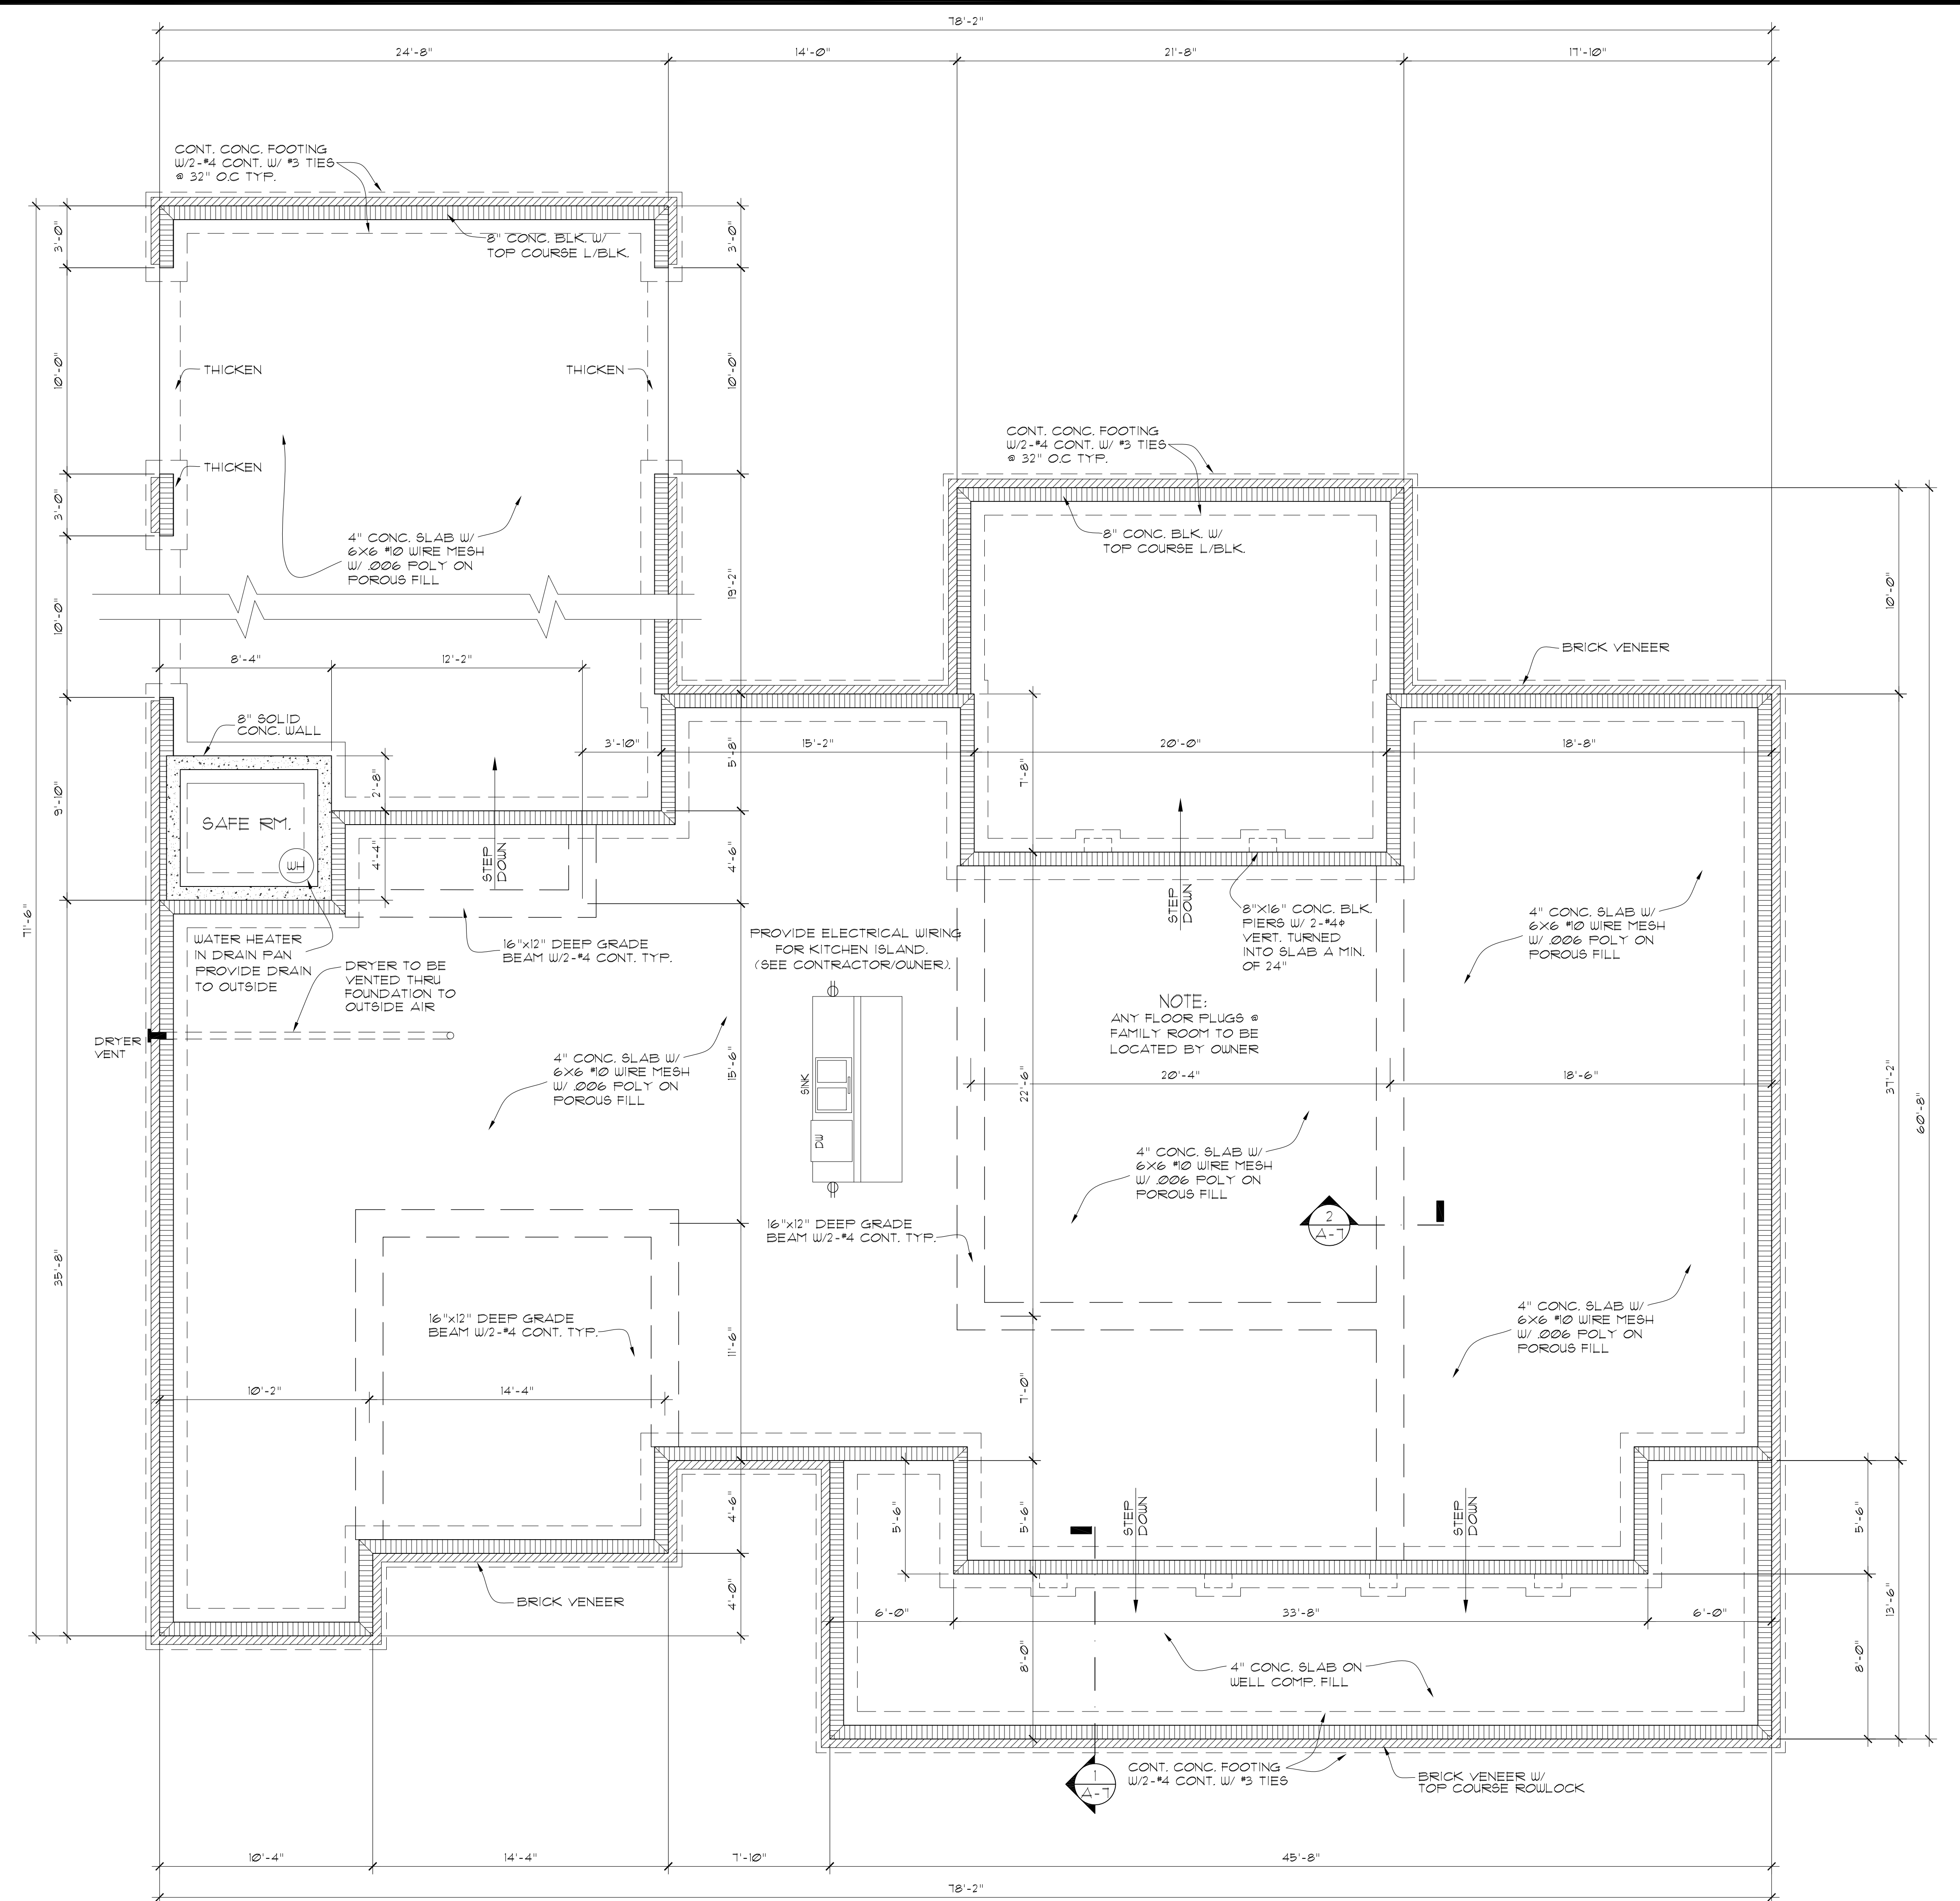 78'-2"
24'-8"
14'-0"
21'-8"
17'-10"
CONT. CONC. FOOTING
W/2-#4 CONT. W/ #3 TIES
@ 32" O.C TYP.
3'-0"
3'-0"
8" CONC. BLK. W/
TOP COURSE L/BLK.
10'-0"
THICKEN
THICKEN
10'-0"
CONT. CONC. FOOTING
W/2-#4 CONT. W/ #3 TIES
@ 32" O.C TYP.
THICKEN
3'-0"
4" CONC. SLAB W/
6X6 #10 WIRE MESH
W/ .006 POLY ON
POROUS FILL
8" CONC. BLK. W/
TOP COURSE L/BLK.
10'-0"
19'-2"
10'-0"
BRICK VENEER
8'-4"
12'-2"
8" SOLID
CONC. WALL
3'-10"
5'-8"
15'-2"
7'-8"
20'-0"
18'-8"
9'-10"
2'-8"
SAFE RM.
WH
4'-4"
STEP
DOWN
4'-6"
71'-6"
STEP
DOWN
8"X16" CONC. BLK.
PIERS W/ 2-#4φ
VERT. TURNED
INTO SLAB A MIN.
OF 24"
4" CONC. SLAB W/
6X6 #10 WIRE MESH
W/ .006 POLY ON
POROUS FILL
WATER HEATER
IN DRAIN PAN
PROVIDE DRAIN
TO OUTSIDE
16"x12" DEEP GRADE
BEAM W/2-#4 CONT. TYP.
PROVIDE ELECTRICAL WIRING
FOR KITCHEN ISLAND.
(SEE CONTRACTOR/OWNER).
DRYER TO BE
VENTED THRU
FOUNDATION TO
OUTSIDE AIR
NOTE:
ANY FLOOR PLUGS @
FAMILY ROOM TO BE
LOCATED BY OWNER
DRYER
VENT
4" CONC. SLAB W/
6X6 #10 WIRE MESH
W/ .006 POLY ON
POROUS FILL
15'-6"
SINK
DW
22'-6"
20'-4"
18'-6"
37'-2"
60'-8"
4" CONC. SLAB W/
6X6 #10 WIRE MESH
W/ .006 POLY ON
POROUS FILL
2
A-7
16"x12" DEEP GRADE
BEAM W/2-#4 CONT. TYP.
35'-8"
16"x12" DEEP GRADE
BEAM W/2-#4 CONT. TYP.
11'-6"
4" CONC. SLAB W/
6X6 #10 WIRE MESH
W/ .006 POLY ON
POROUS FILL
10'-2"
14'-4"
7'-0"
4'-6"
5'-6"
5'-6"
STEP
DOWN
STEP
DOWN
5'-6"
BRICK VENEER
4'-0"
6'-0"
33'-8"
6'-0"
13'-6"
8'-0"
8'-0"
4" CONC. SLAB ON
WELL COMP. FILL
1
A-7
CONT. CONC. FOOTING
W/2-#4 CONT. W/ #3 TIES
BRICK VENEER W/
TOP COURSE ROWLOCK
10'-4"
14'-4"
7'-10"
45'-8"
78'-2"